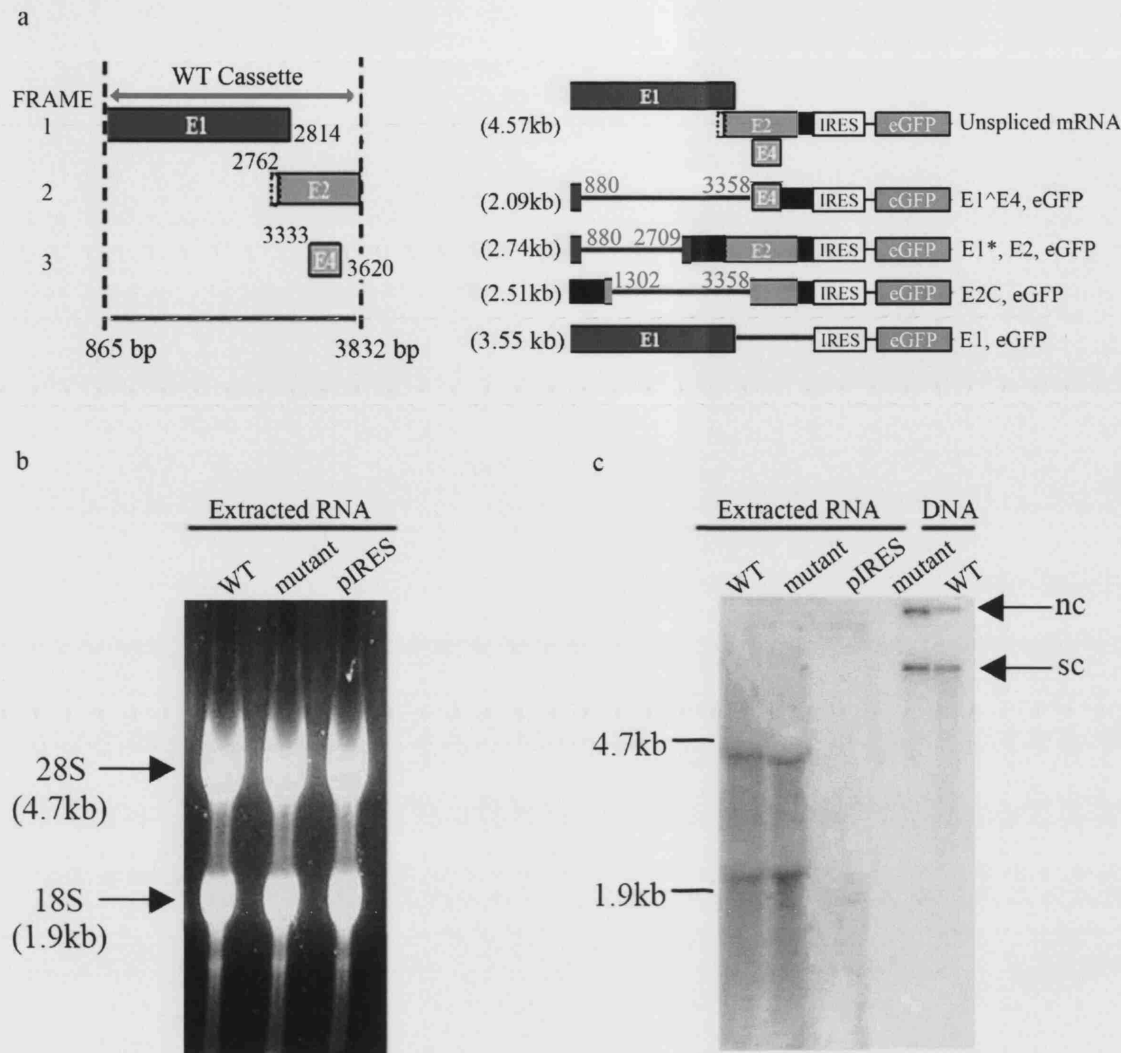 a
WT Cassette
FRAME
1
E1
2814
2762
2
E2
3333
3
E4
3620
865 bp
3832 bp
E1
(4.57kb)
E2
IRES
eGFP
Unspliced mRNA
E4
(2.09kb)
880
3358
E4
IRES
eGFP
E1^E4, eGFP
(2.74kb)
880
2709
E2
IRES
eGFP
E1*, E2, eGFP
(2.51kb)
1302
3358
IRES
eGFP
E2C, eGFP
(3.55 kb)
E1
IRES
eGFP
E1, eGFP
b
Extracted RNA
WT
mutant
pIRES
28S
(4.7kb)
18S
(1.9kb)
c
Extracted RNA
DNA
WT
mutant
pIRES
mutant
WT
nc
sc
4.7kb
1.9kb